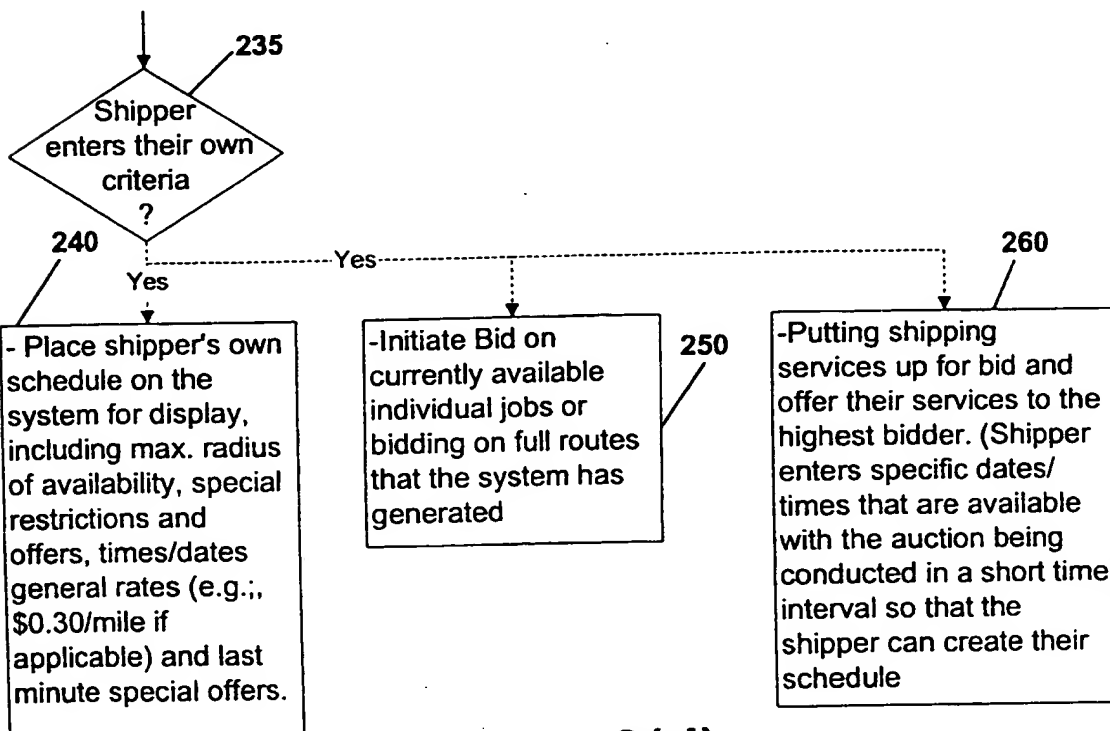 235
Shipper
enters their own
criteria
?
240
Yes
Yes
260
- Place shipper's own
schedule on the
system for display,
including max. radius
of availability, special
restrictions and
offers, times/dates
general rates (e.g.;,
$0.30/mile if
applicable) and last
minute special offers.
-Initiate Bid on
currently available
individual jobs or
bidding on full routes
that the system has
generated
250
-Putting shipping
services up for bid and
offer their services to the
highest bidder. (Shipper
enters specific dates/
times that are available
with the auction being
conducted in a short time
interval so that the
shipper can create their
schedule